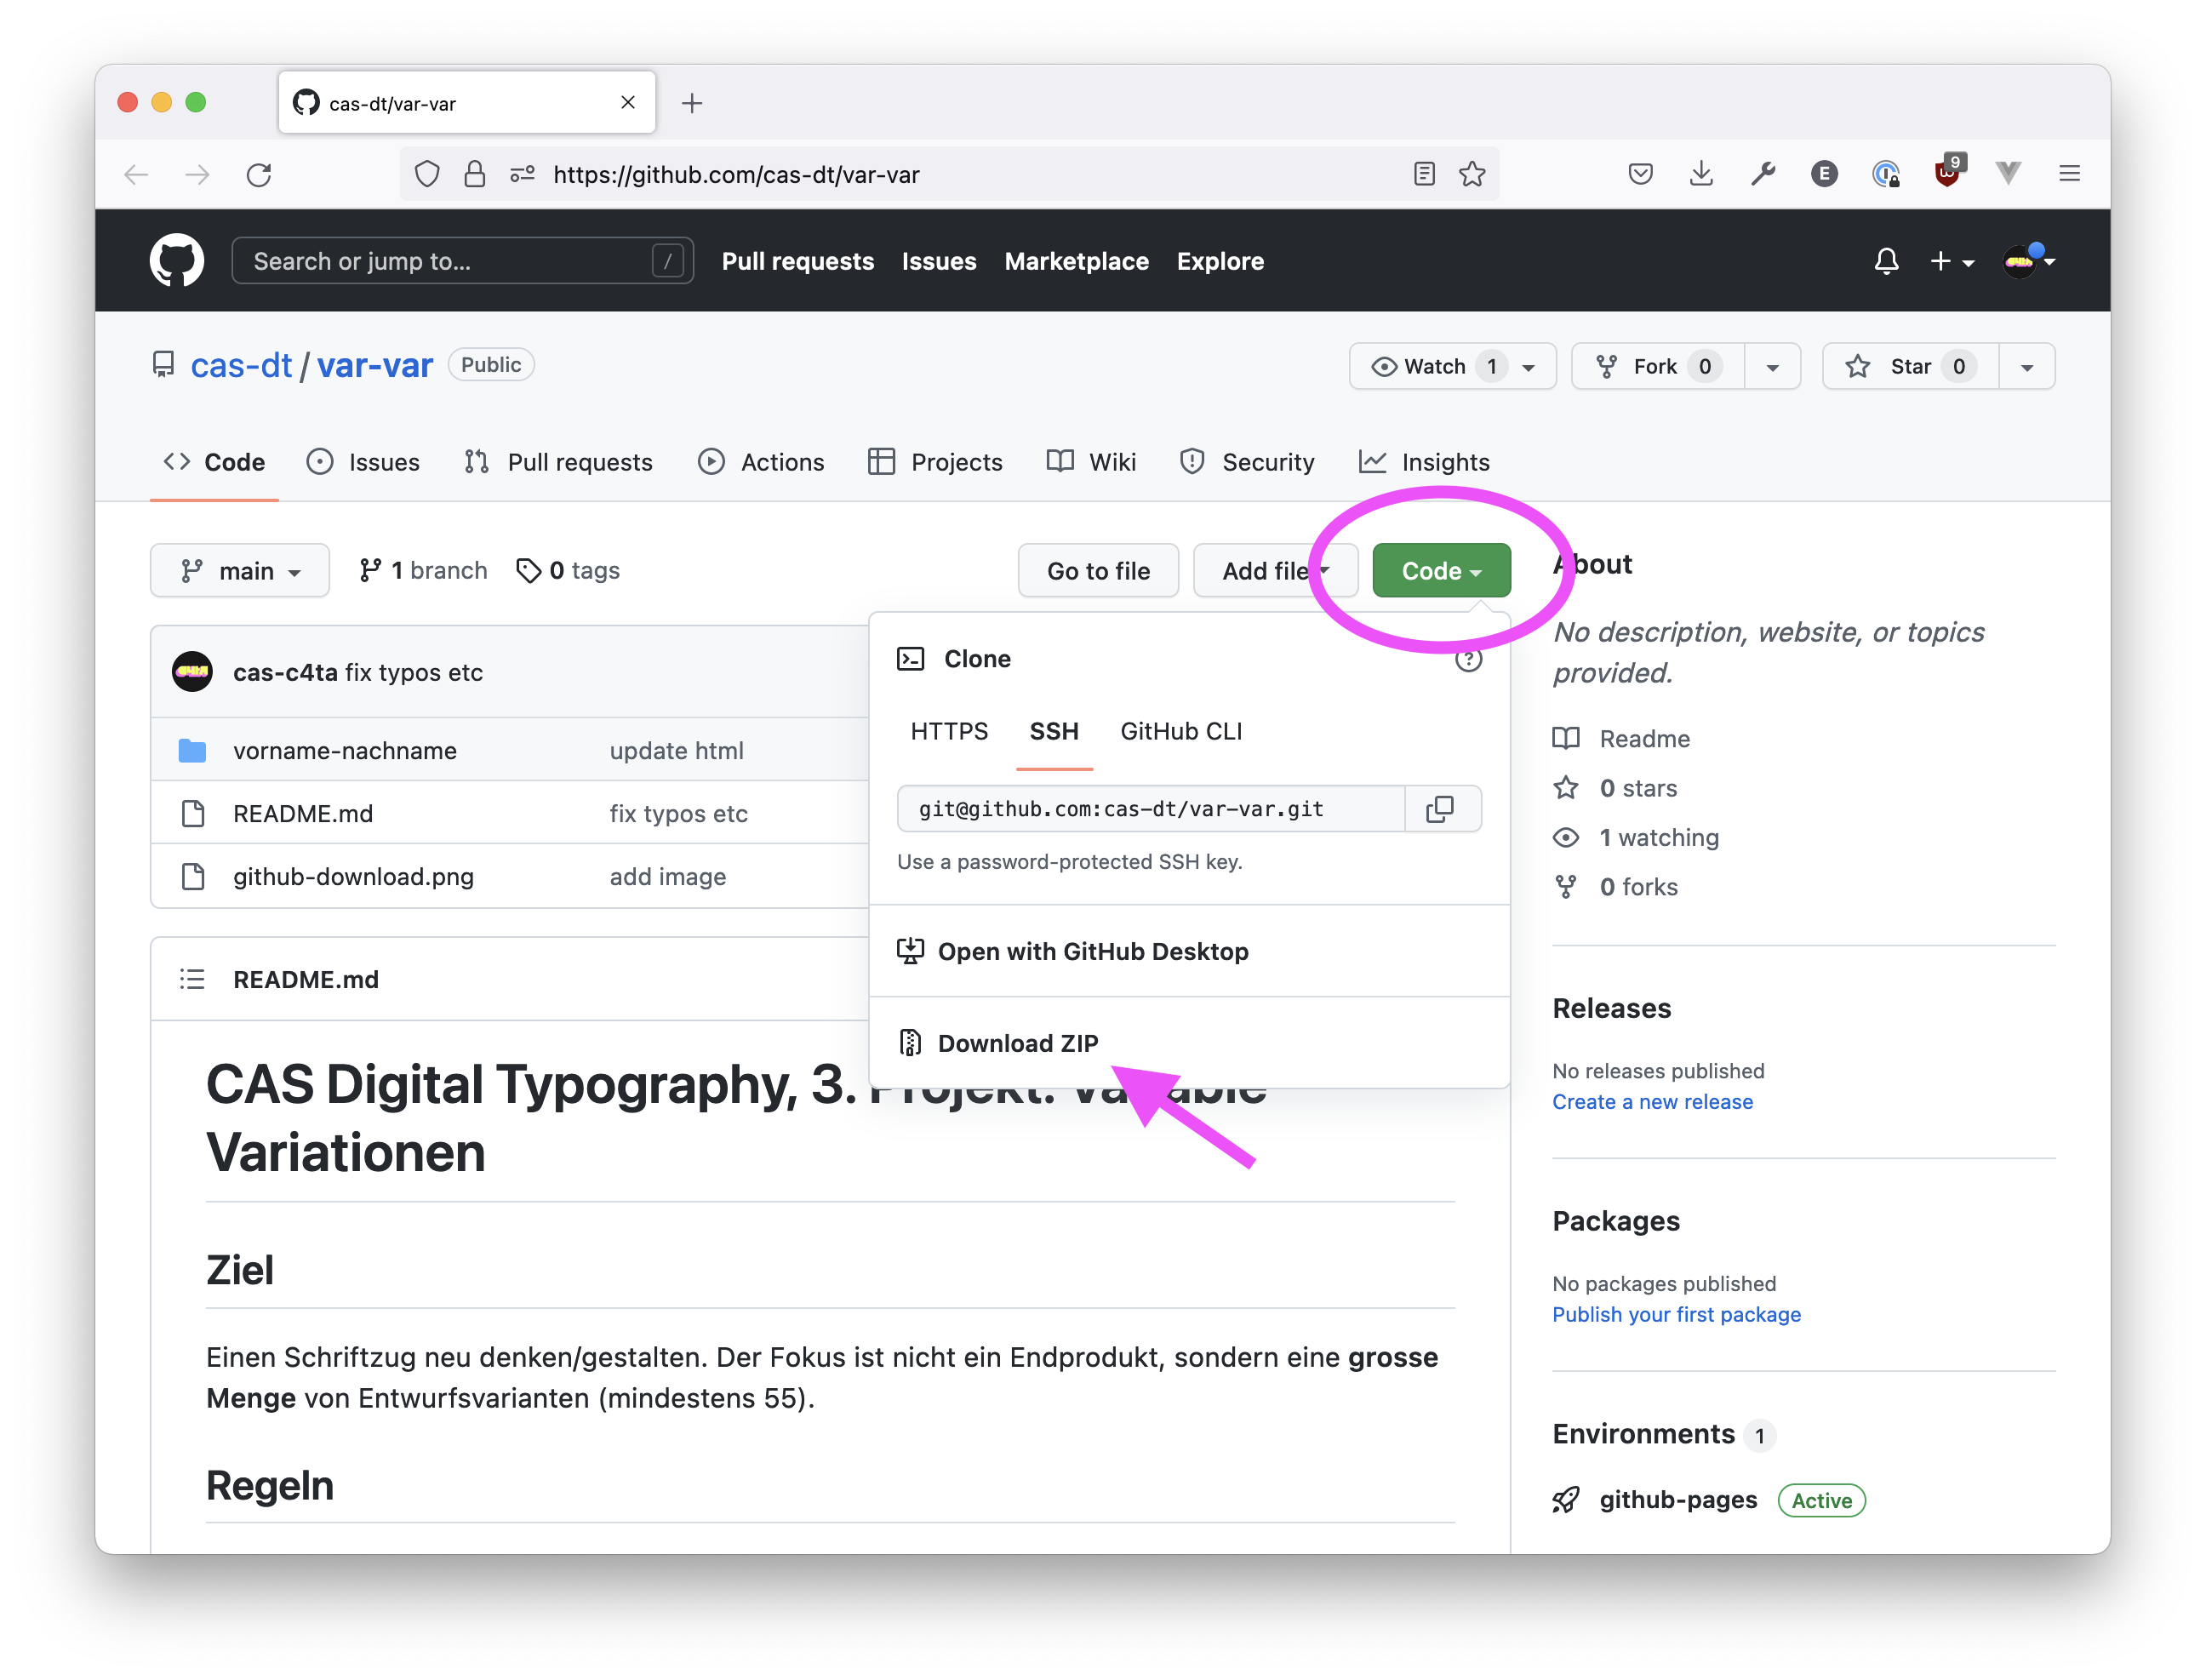 cas-dt/var-var
https://github.com/cas-dt/var-var
E
9
Search or jump to...
/
Pull requests
Issues
Marketplace
Explore
cas-dt / var-var
Public
Watch 1
Fork 0
Star 0
Code
Issues
Pull requests
Actions
Projects
Wiki
Security
Insights
main
1 branch
0 tags
Go to file
Add file
Code
cas-c4ta fix typos etc
vorname-nachname update html
README.md fix typos etc
github-download.png add image
Clone
HTTPS SSH GitHub CLI
git@github.com:cas-dt/var-var.git
Use a password-protected SSH key.
Open with GitHub Desktop
Download ZIP
README.md
CAS Digital Typography, 3. Projekt: Variable
Variationen
Ziel
Einen Schriftzug neu denken/gestalten. Der Fokus ist nicht ein Endprodukt, sondern eine grosse
Menge von Entwurfsvarianten (mindestens 55).
Regeln
About
No description, website, or topics
provided.
Readme
0 stars
1 watching
0 forks
Releases
No releases published
Create a new release
Packages
No packages published
Publish your first package
Environments 1
github-pages Active